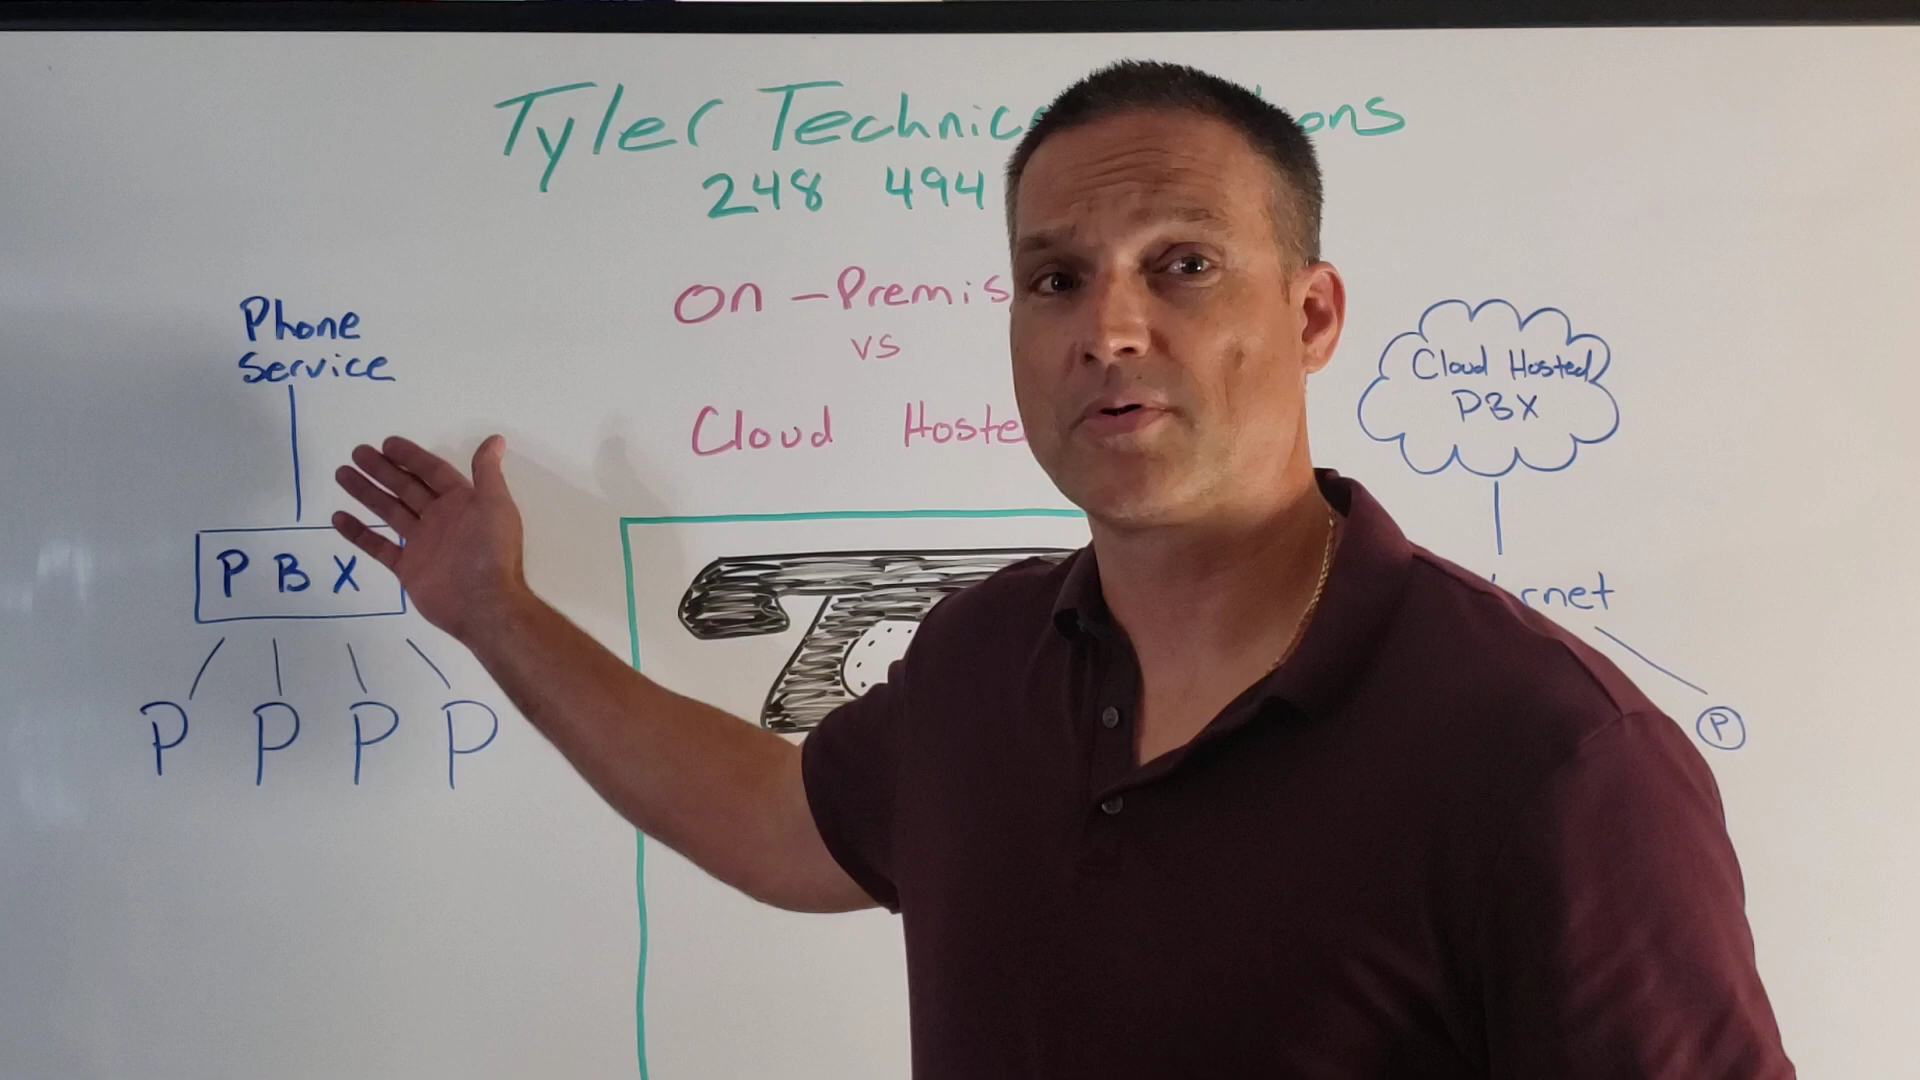 Tyler Technic ons
248 494
On - Premis
vs
Cloud Hoste
Phone
Service
PBX
P P P P
Cloud Hosted
PBX
rnet
P